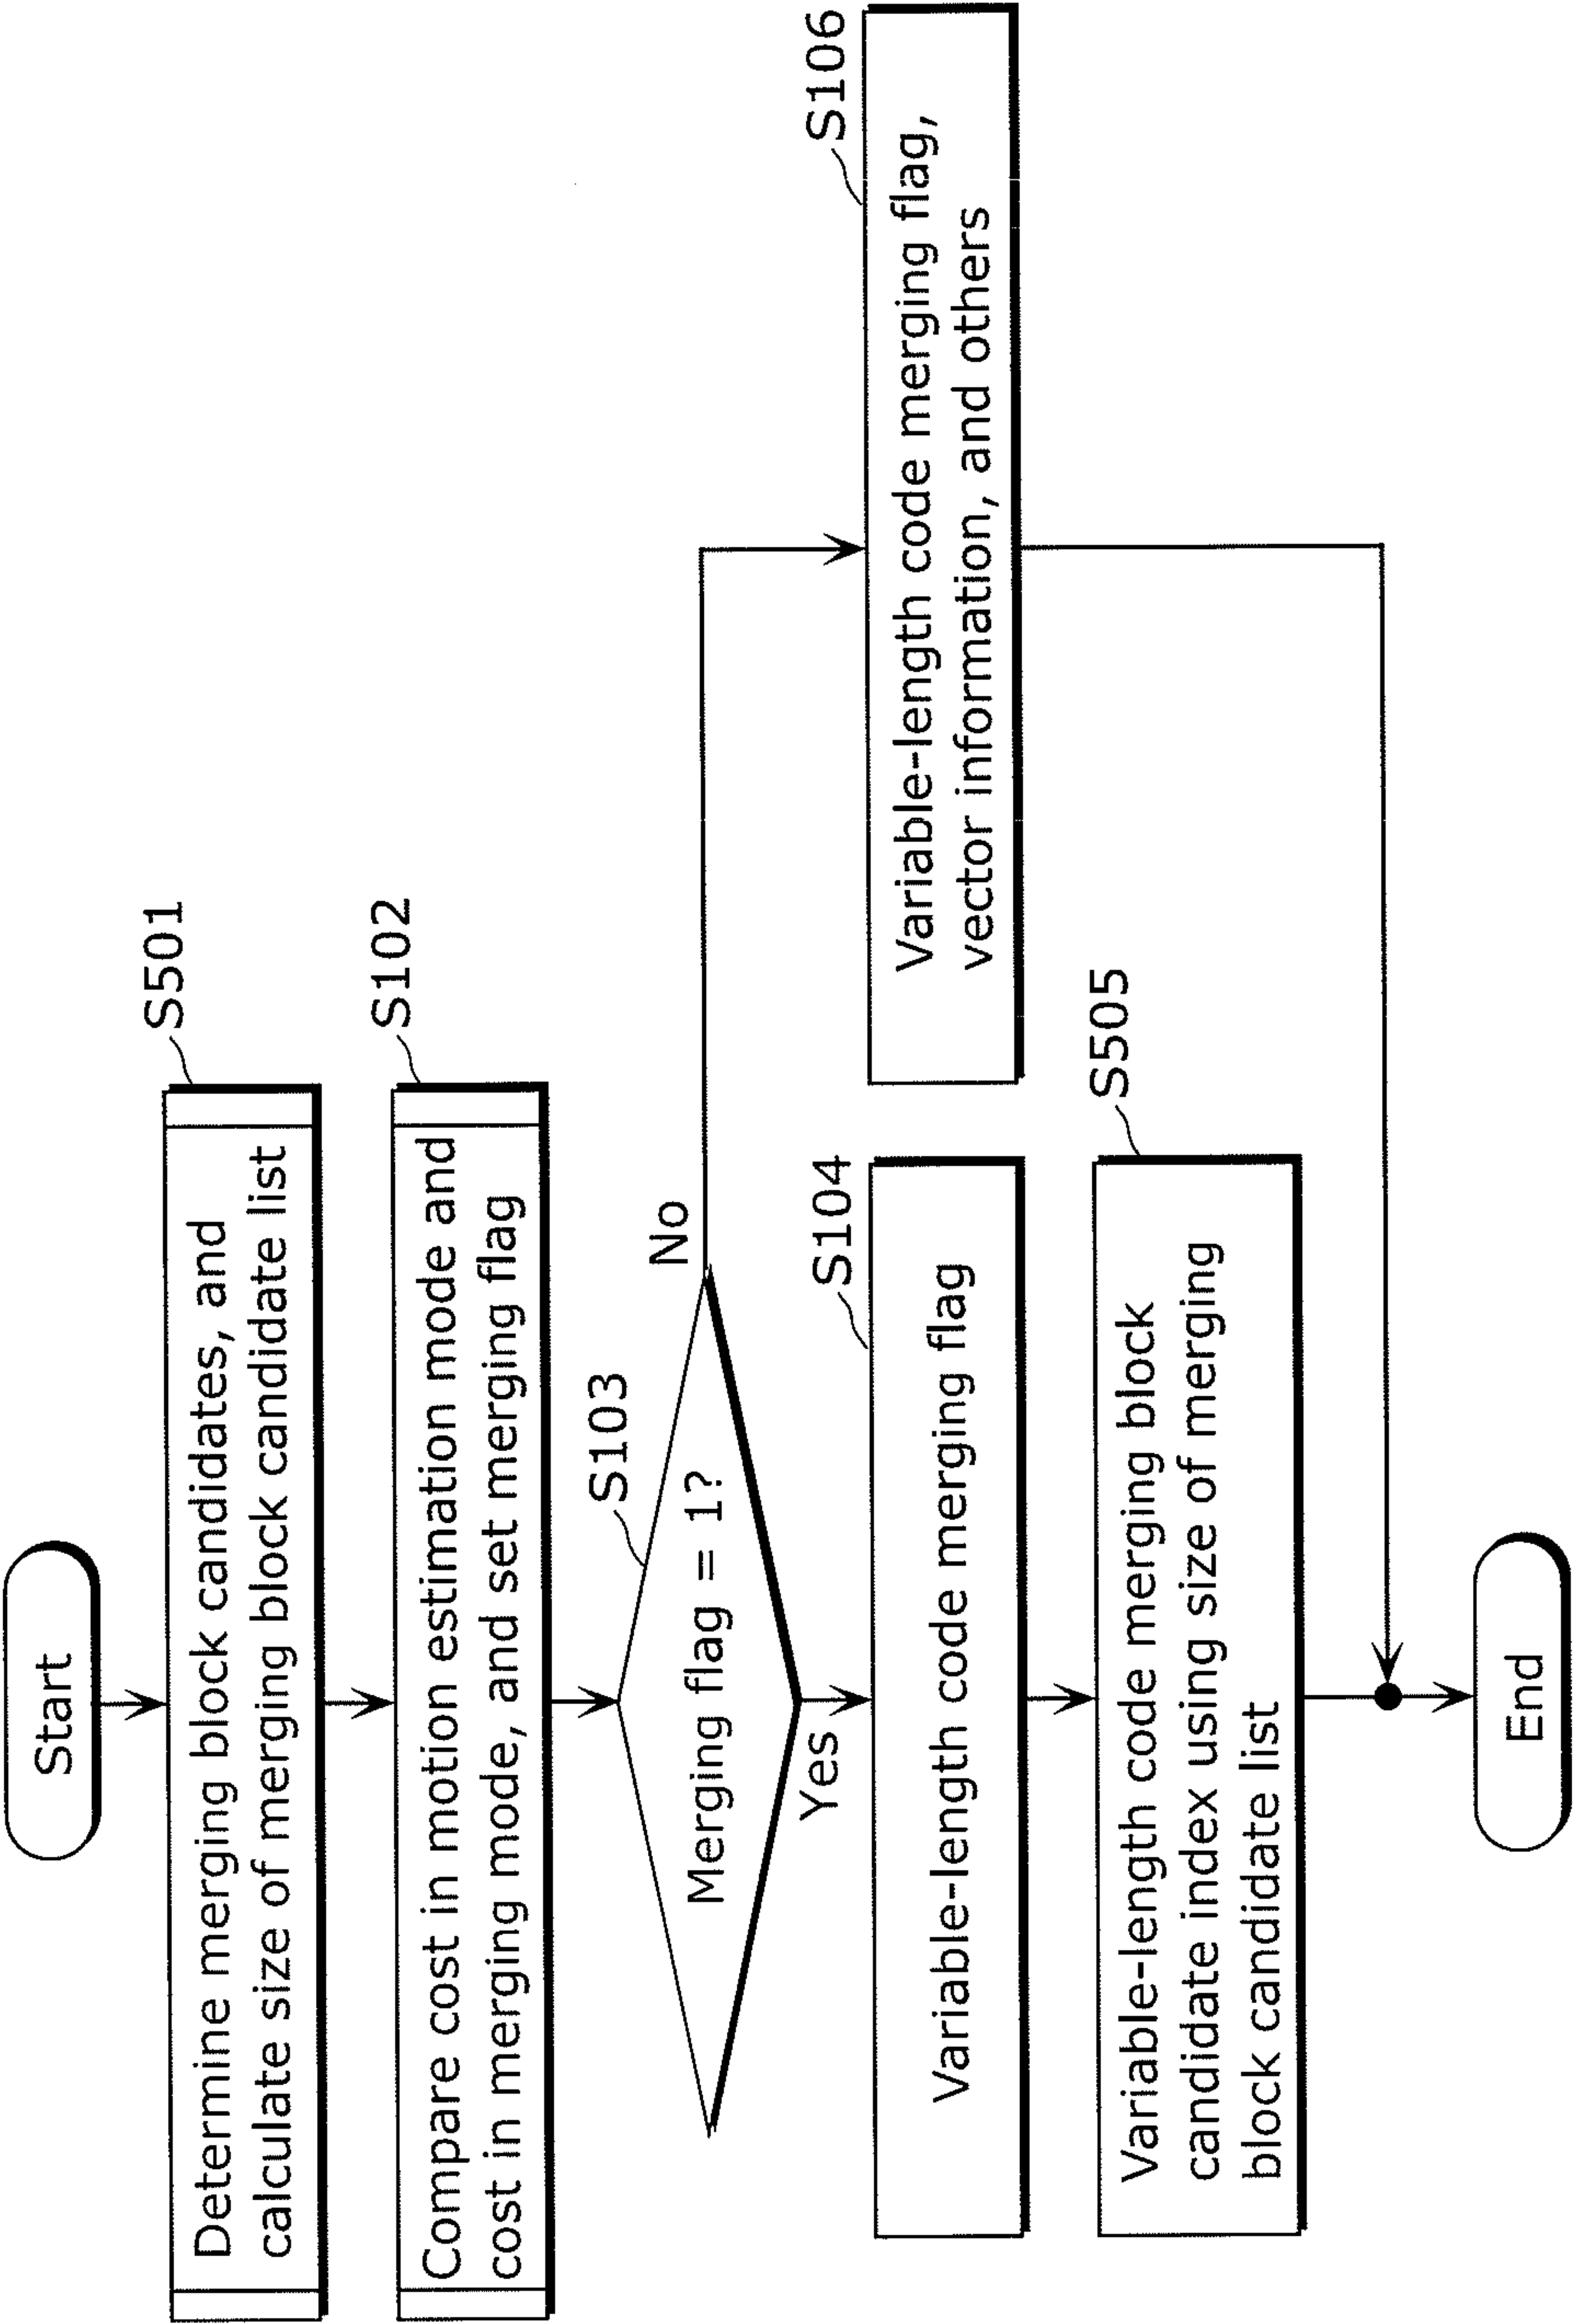 Start
S501
Determine merging block candidates, and
calculate size of merging block candidate list
S102
Compare cost in motion estimation mode and
cost in merging mode, and set merging flag
S103
Merging flag = 1?
No
Yes
S104
Variable-length code merging flag
S106
Variable-length code merging flag,
vector information, and others
S505
Variable-length code merging block
candidate index using size of merging
block candidate list
End